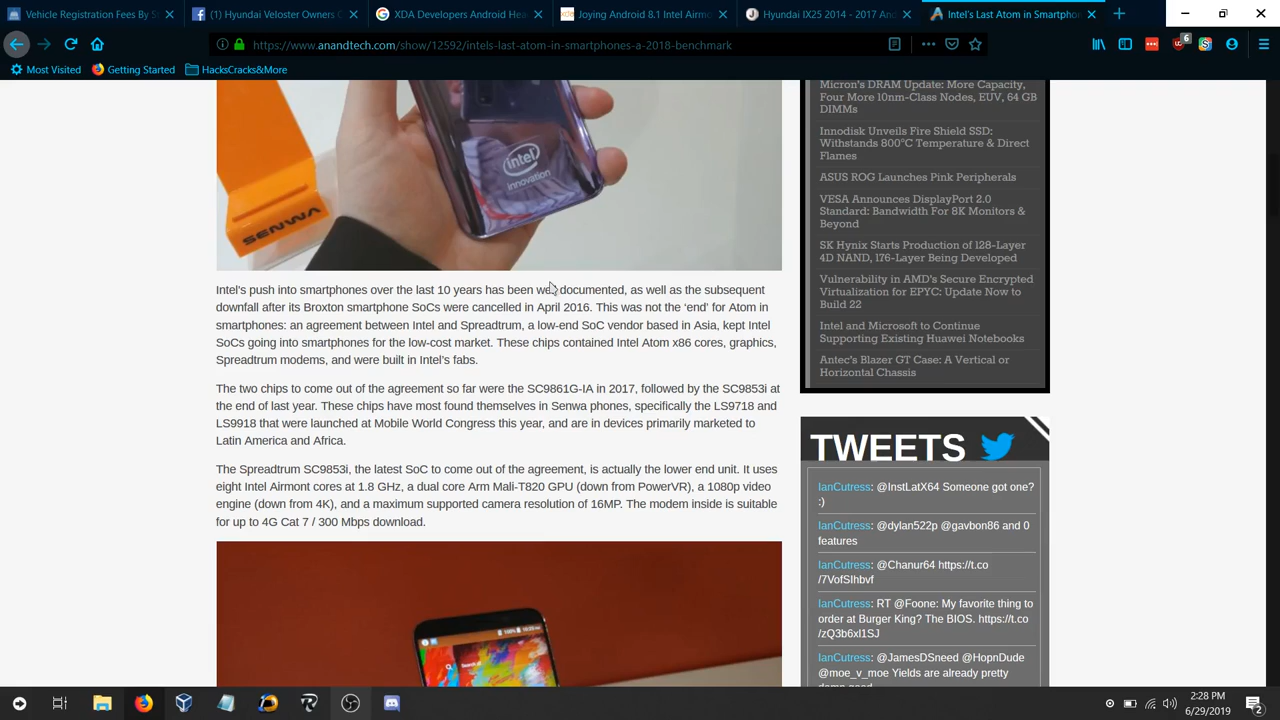 Vehicle Registration Fees By S
(1) Hyundai Veloster Owners C
XDA Developers Android Hea
Joying Android 8.1 Intel Airmo
Hyundai IX25 2014 - 2017 And
Intel's Last Atom in Smartphon
https://www.anandtech.com/show/12592/intels-last-atom-in-smartphones-a-2018-benchmark
6
Most Visited
Getting Started
HacksCracks&More
intel
innovation
SENWA
Intel's push into smartphones over the last 10 years has been well documented, as well as the subsequent
downfall after its Broxton smartphone SoCs were cancelled in April 2016. This was not the 'end' for Atom in
smartphones: an agreement between Intel and Spreadtrum, a low-end SoC vendor based in Asia, kept Intel
SoCs going into smartphones for the low-cost market. These chips contained Intel Atom x86 cores, graphics,
Spreadtrum modems, and were built in Intel's fabs.
The two chips to come out of the agreement so far were the SC9861G-IA in 2017, followed by the SC9853i at
the end of last year. These chips have most found themselves in Senwa phones, specifically the LS9718 and
LS9918 that were launched at Mobile World Congress this year, and are in devices primarily marketed to
Latin America and Africa.
The Spreadtrum SC9853i, the latest SoC to come out of the agreement, is actually the lower end unit. It uses
eight Intel Airmont cores at 1.8 GHz, a dual core Arm Mali-T820 GPU (down from PowerVR), a 1080p video
engine (down from 4K), and a maximum supported camera resolution of 16MP. The modem inside is suitable
for up to 4G Cat 7 / 300 Mbps download.
Micron's DRAM Update: More Capacity,
Four More 10nm-Class Nodes, EUV, 64 GB
DIMMs
Innodisk Unveils Fire Shield SSD:
Withstands 800°C Temperature & Direct
Flames
ASUS ROG Launches Pink Peripherals
VESA Announces DisplayPort 2.0
Standard: Bandwidth For 8K Monitors &
Beyond
SK Hynix Starts Production of 128-Layer
4D NAND, 176-Layer Being Developed
Vulnerability in AMD's Secure Encrypted
Virtualization for EPYC: Update Now to
Build 22
Intel and Microsoft to Continue
Supporting Existing Huawei Notebooks
Antec's Blazer GT Case: A Vertical or
Horizontal Chassis
TWEETS
IanCutress: @InstLatX64 Someone got one?
:)
IanCutress: @dylan522p @gavbon86 and 0
features
IanCutress: @Chanur64 https://t.co
/7VofSIhbvf
IanCutress: RT @Foone: My favorite thing to
order at Burger King? The BIOS. https://t.co
/zQ3b6xl1SJ
IanCutress: @JamesDSneed @HopnDude
@moe_v_moe Yields are already pretty
2:28 PM
6/29/2019
2